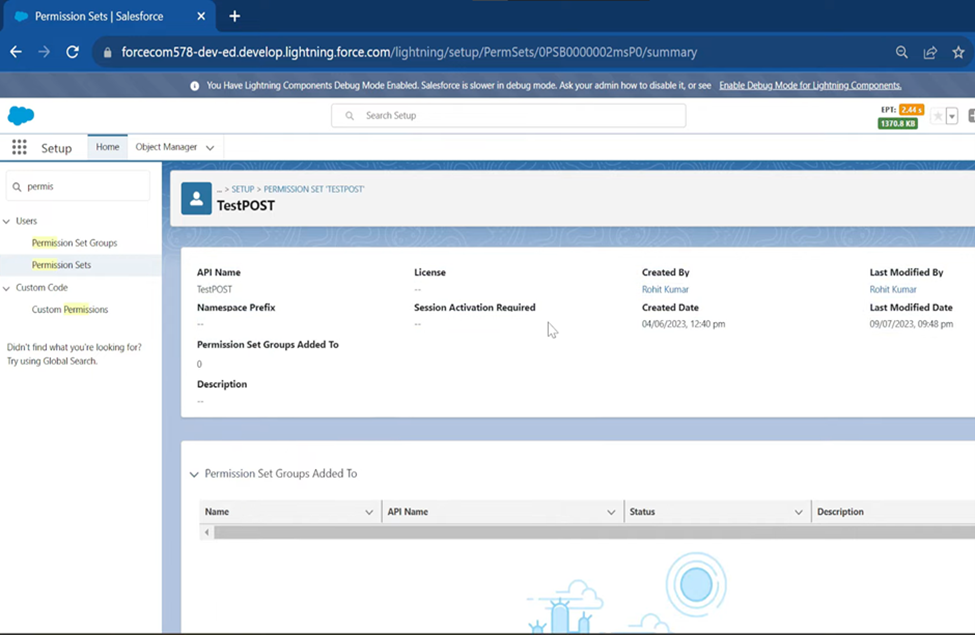 Permission Sets | Salesforce
forcecom578-dev-ed.develop.lightning.force.com/lightning/setup/PermSets/0PSB0000002msP0/summary
You Have Lightning Components Debug Mode Enabled. Salesforce is slower in debug mode. Ask your admin how to disable it, or see Enable Debug Mode for Lightning Components.
Search Setup
EPT: 2.44 s
1370.8 KB
Setup Home Object Manager
permis
Users
Permission Set Groups
Permission Sets
Custom Code
Custom Permissions
Didn't find what you're looking for?
Try using Global Search.
... > SETUP > PERMISSION SET 'TESTPOST'
TestPOST
API Name License Created By Last Modified By
TestPOST -- Rohit Kumar Rohit Kumar
Namespace Prefix Session Activation Required Created Date Last Modified Date
-- -- 04/06/2023, 12:40 pm 09/07/2023, 09:48 pm
Permission Set Groups Added To
0
Description
--
Permission Set Groups Added To
Name API Name Status Description